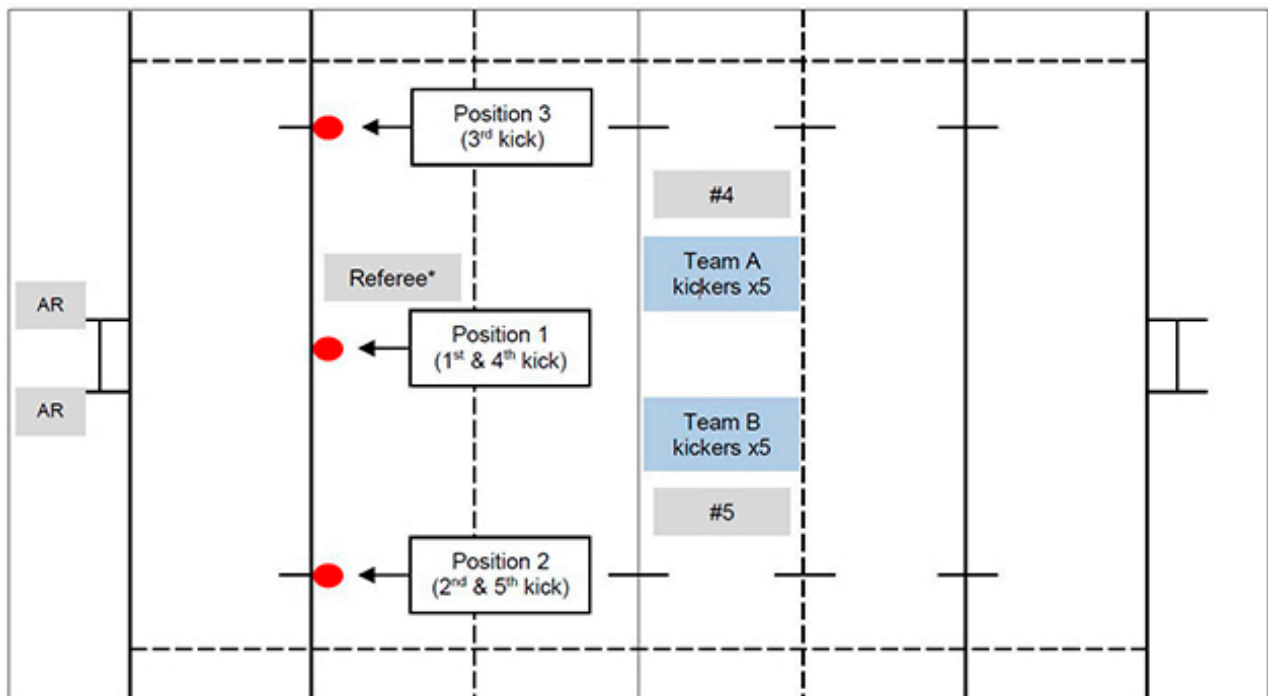 Position 3
(3rd kick)
#4
Team A
kickers x5
Referee*
AR
Position 1
(1st & 4th kick)
AR
Team B
kickers x5
#5
Position 2
(2nd & 5th kick)